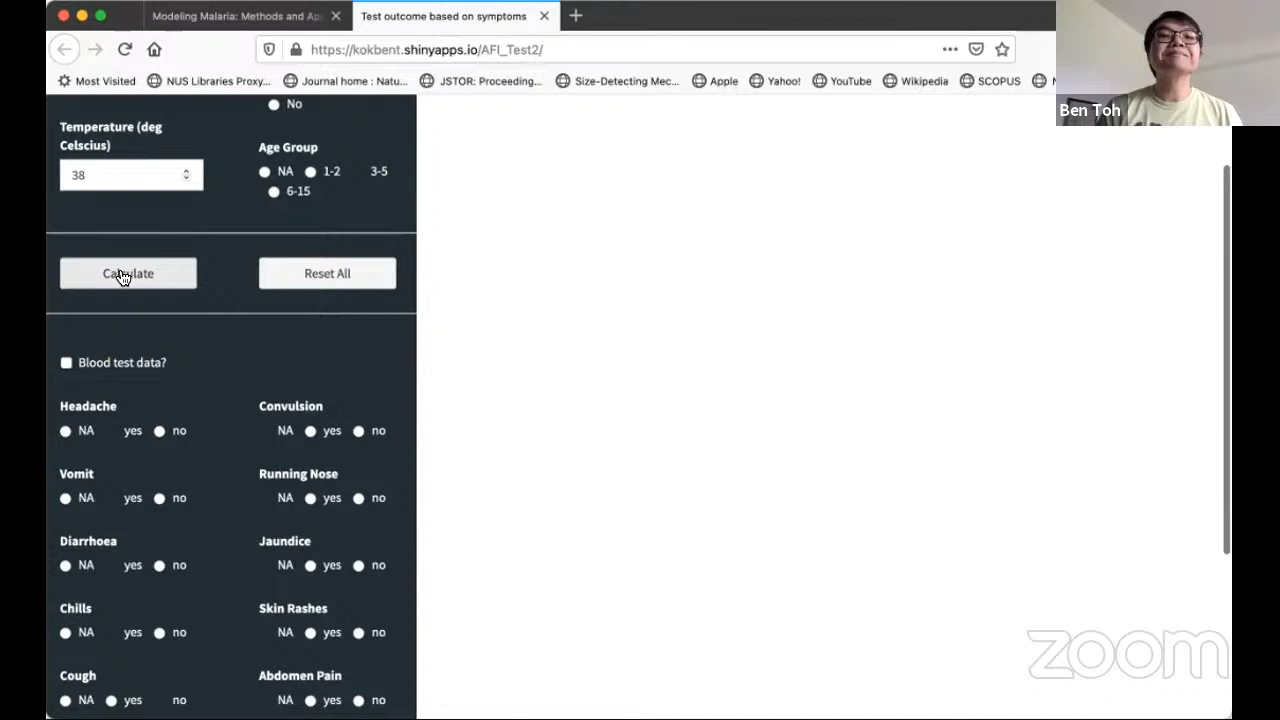 Modeling Malaria: Methods and Ap
Test outcome based on symptoms
https://kokbent.shinyapps.io/AFI_Test2/
Most Visited
NUS Libraries Proxy...
Journal home : Natu...
JSTOR: Proceeding...
Size-Detecting Mec...
Apple
Yahoo!
YouTube
Wikipedia
SCOPUS
Ben Toh
No
Temperature (deg
Celscius)
38
Age Group
NA 1-2 3-5
6-15
Calculate
Reset All
Blood test data?
Headache
NA yes no
Convulsion
NA yes no
Vomit
NA yes no
Running Nose
NA yes no
Diarrhoea
NA yes no
Jaundice
NA yes no
Chills
NA yes no
Skin Rashes
NA yes no
Cough
NA yes no
Abdomen Pain
NA yes no
zoom